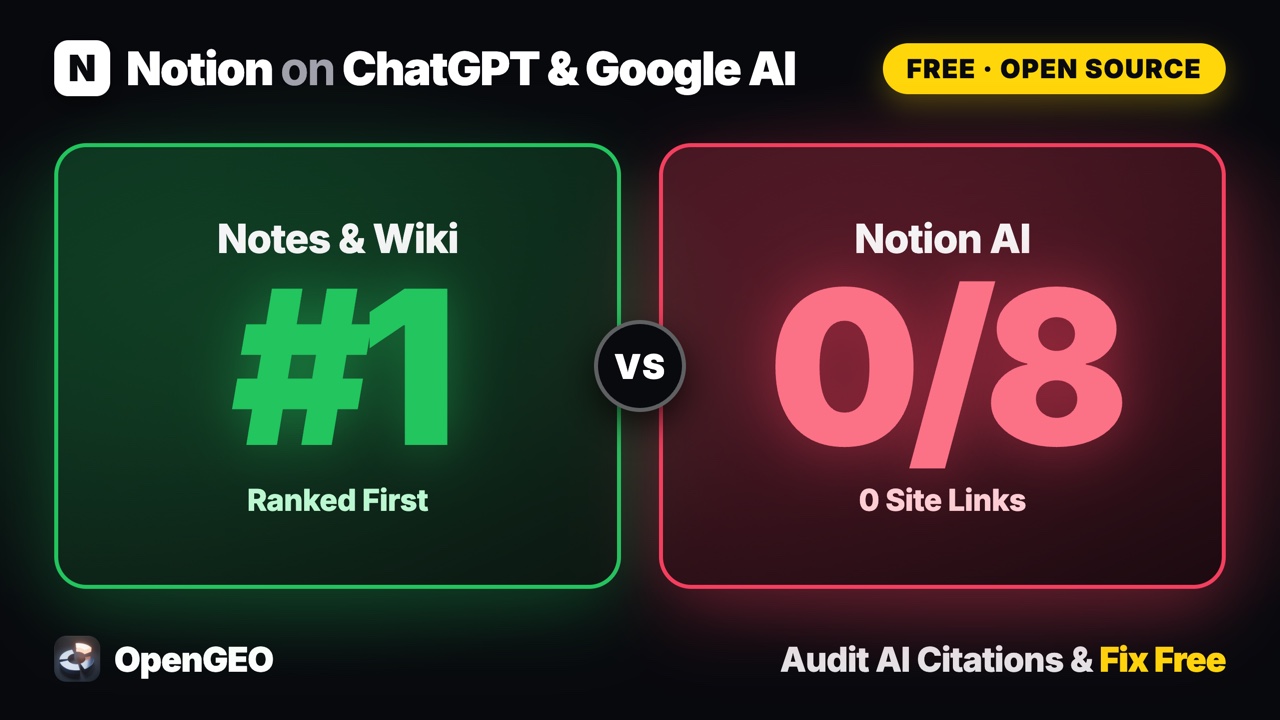 N
Notion on ChatGPT & Google AI
FREE · OPEN SOURCE
Notes & Wiki
#1
Ranked First
VS
Notion AI
0/8
0 Site Links
OpenGEO
Audit AI Citations & Fix Free